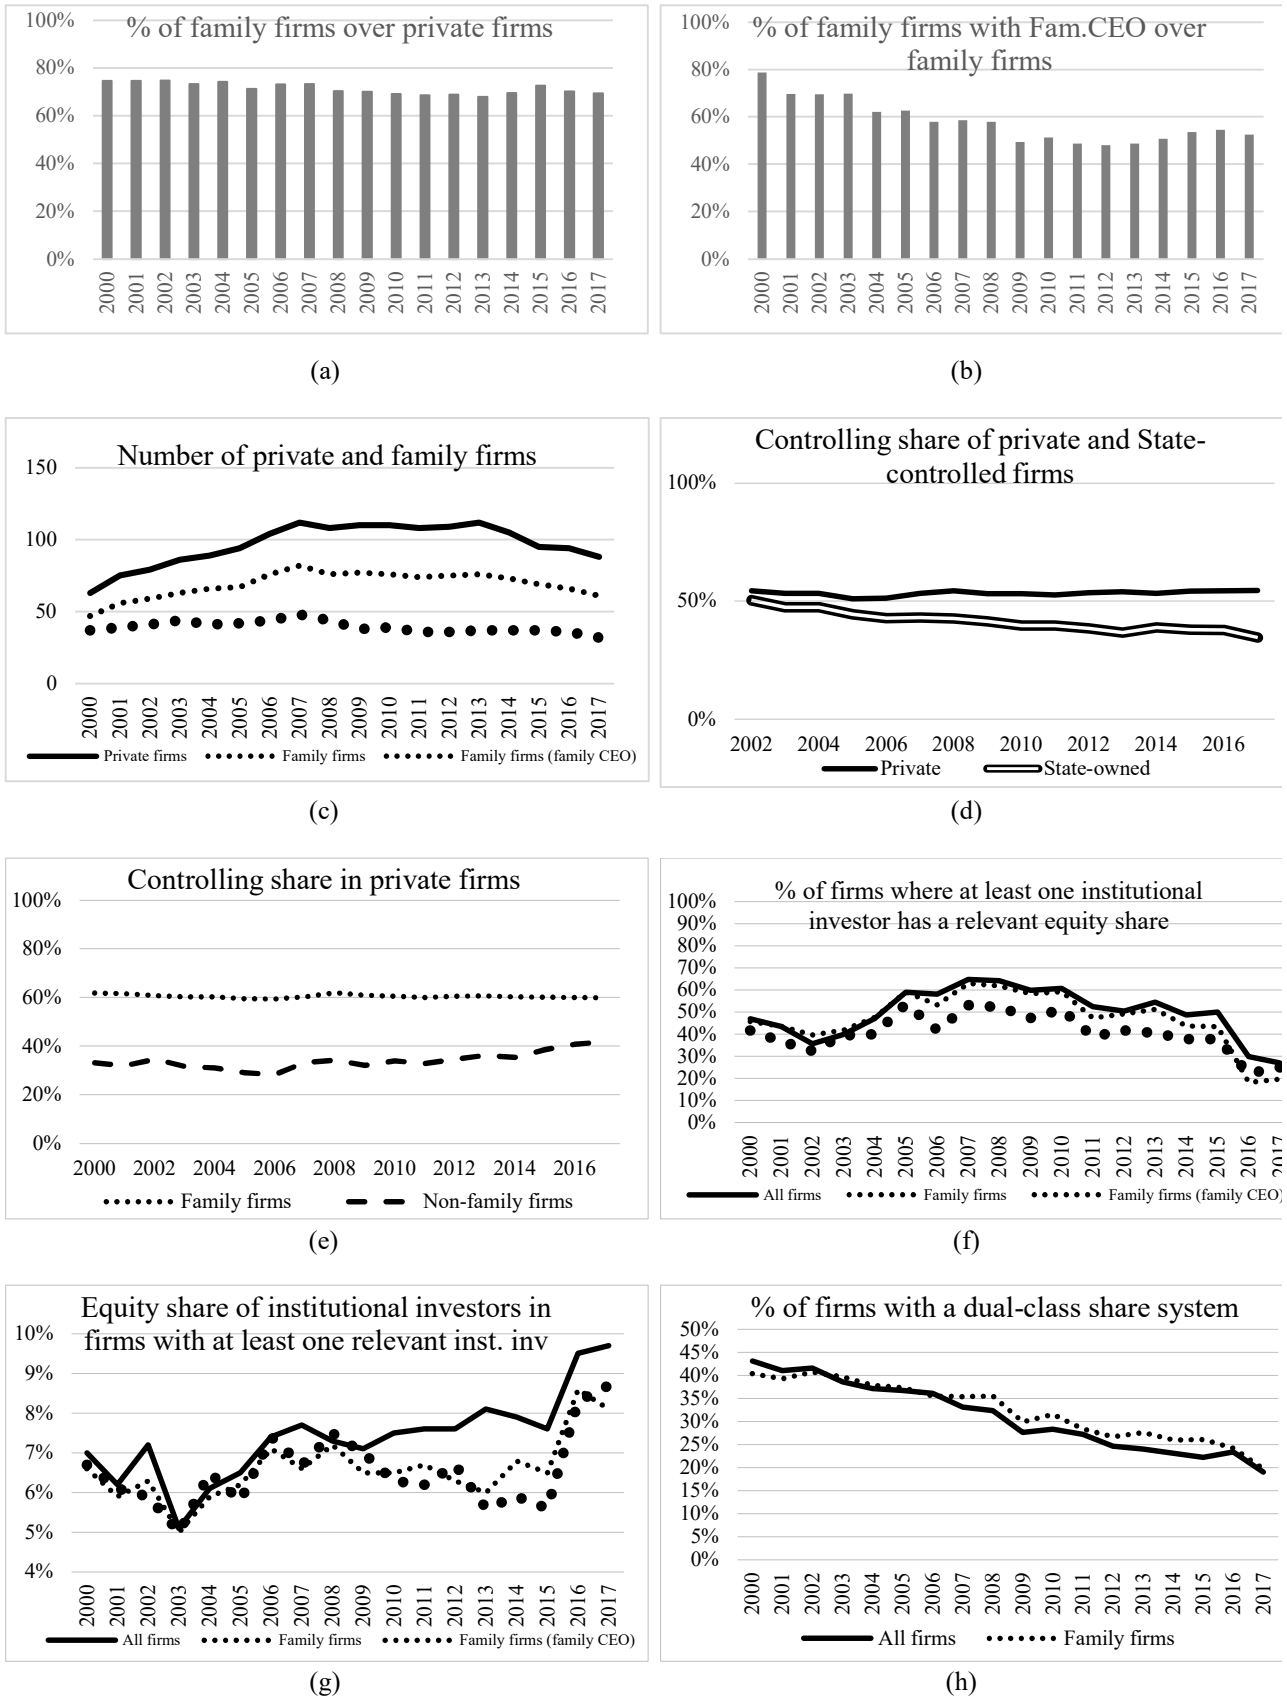 % of family firms over private firms
100%
80%
60%
40%
20%
0%
2000 2001 2002 2003 2004 2005 2006 2007 2008 2009 2010 2011 2012 2013 2014 2015 2016 2017
(a)
% of family firms with Fam.CEO over
family firms
100%
80%
60%
40%
20%
0%
2000 2001 2002 2003 2004 2005 2006 2007 2008 2009 2010 2011 2012 2013 2014 2015 2016 2017
(b)
Number of private and family firms
150
100
50
0
2000 2001 2002 2003 2004 2005 2006 2007 2008 2009 2010 2011 2012 2013 2014 2015 2016 2017
Private firms Family firms Family firms (family CEO)
(c)
Controlling share of private and State-
controlled firms
100%
50%
0%
2002 2004 2006 2008 2010 2012 2014 2016
Private State-owned
(d)
Controlling share in private firms
100%
80%
60%
40%
20%
0%
2000 2002 2004 2006 2008 2010 2012 2014 2016
Family firms Non-family firms
(e)
% of firms where at least one institutional
investor has a relevant equity share
100%
90%
80%
70%
60%
50%
40%
30%
20%
10%
0%
2000 2001 2002 2003 2004 2005 2006 2007 2008 2009 2010 2011 2012 2013 2014 2015 2016 2017
All firms Family firms Family firms (family CEO)
(f)
Equity share of institutional investors in
firms with at least one relevant inst. inv
10%
9%
8%
7%
6%
5%
4%
2000 2001 2002 2003 2004 2005 2006 2007 2008 2009 2010 2011 2012 2013 2014 2015 2016 2017
All firms Family firms Family firms (family CEO)
(g)
% of firms with a dual-class share system
50%
45%
40%
35%
30%
25%
20%
15%
10%
5%
0%
2000 2001 2002 2003 2004 2005 2006 2007 2008 2009 2010 2011 2012 2013 2014 2015 2016 2017
All firms Family firms
(h)